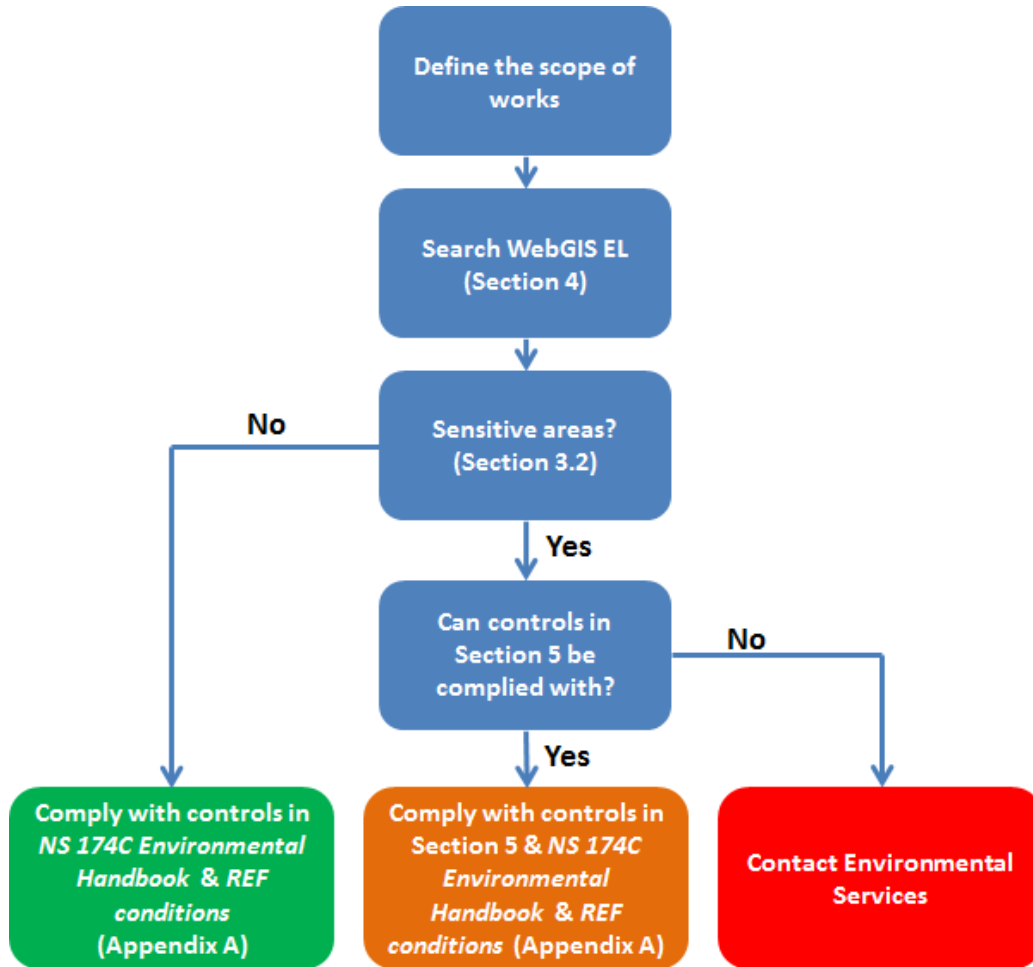 Define the scope of
works
Search WebGIS EL
(Section 4)
No
Sensitive areas?
(Section 3.2)
Yes
Can controls in
Section 5 be
complied with?
No
Yes
Comply with controls in
NS 174C Environmental
Handbook & REF
conditions
(Appendix A)
Comply with controls in
Section 5 & NS 174C
Environmental
Handbook & REF
conditions (Appendix A)
Contact Environmental
Services